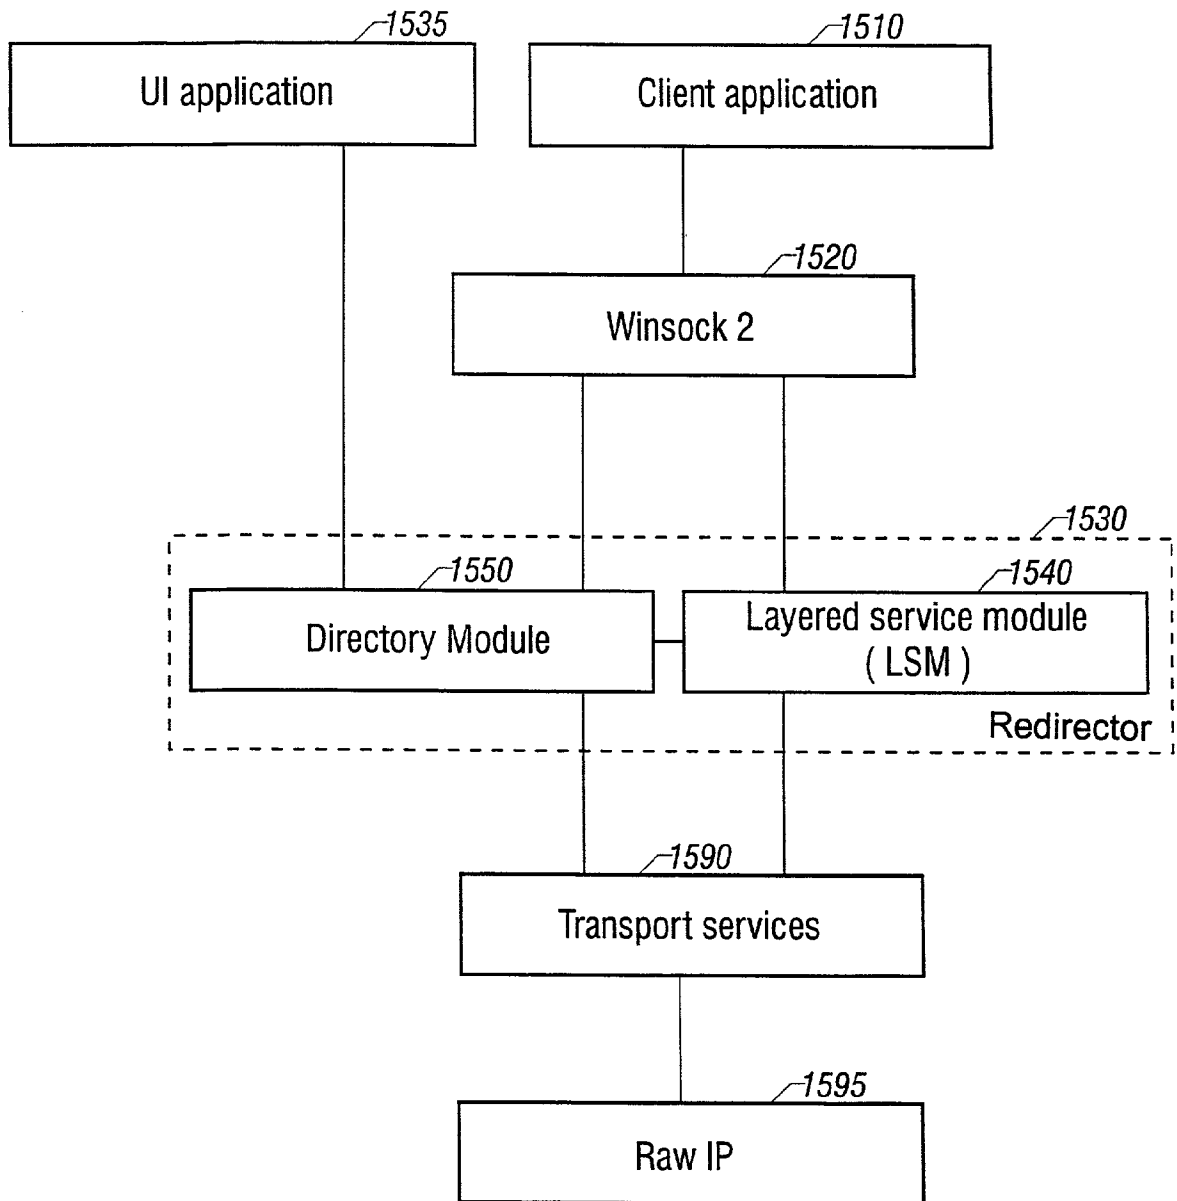 1535
UI application
1510
Client application
1520
Winsock 2
1530
1550
Directory Module
1540
Layered service module
( LSM )
Redirector
1590
Transport services
1595
Raw IP